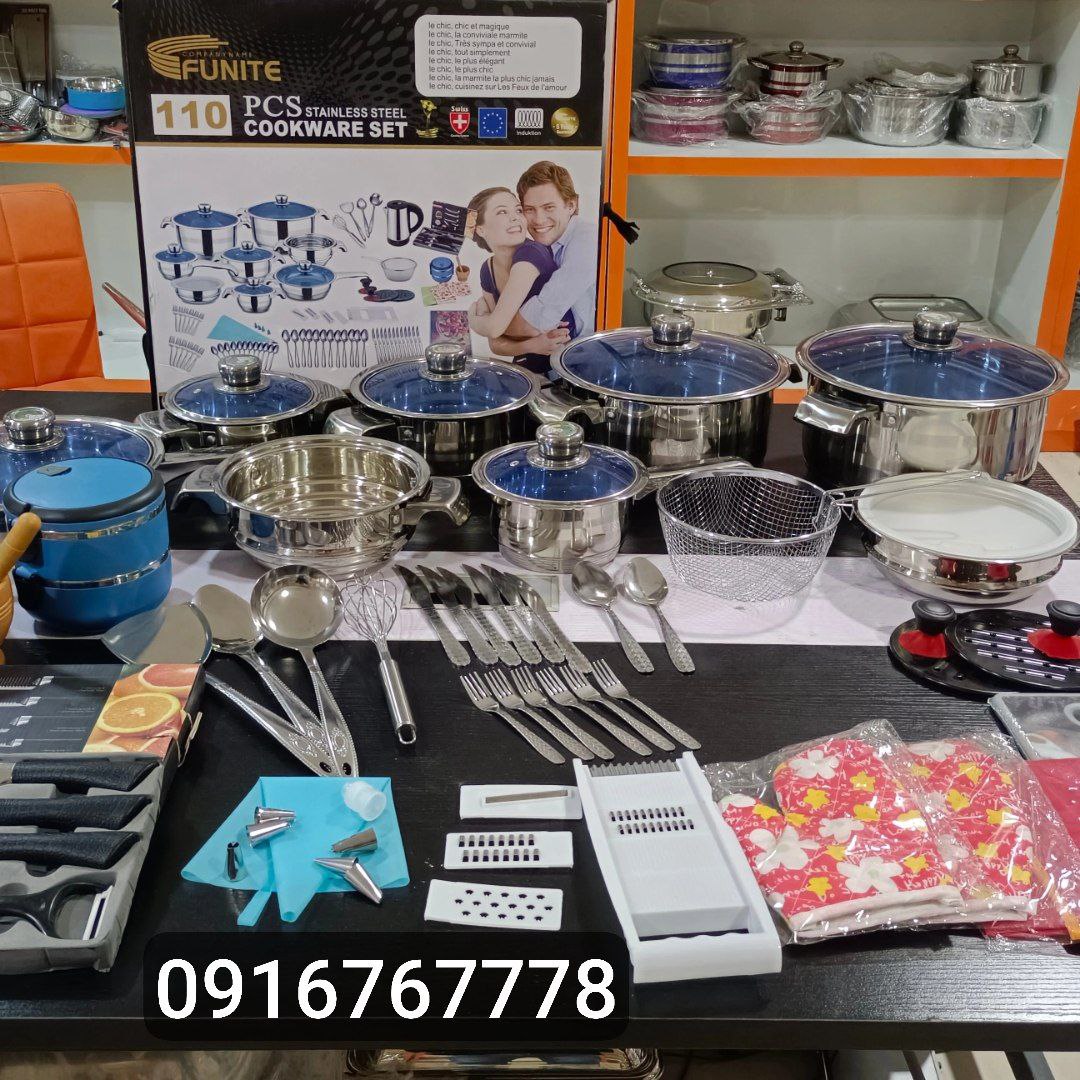 COMPANYNAME
FUNITE
110 PCS STAINLESS STEEL
COOKWARE SET
le chic, chic et magique
le chic, la conviviale marmite
le chic, Très sympa et convivial
le chic, tout simplement
le chic, le plus élégant
le chic, le plus chic
le chic, la marmite la plus chic jamais
le chic, cuisinez sur Les Feux de l'amour
Swiss
Induktion
0916767778